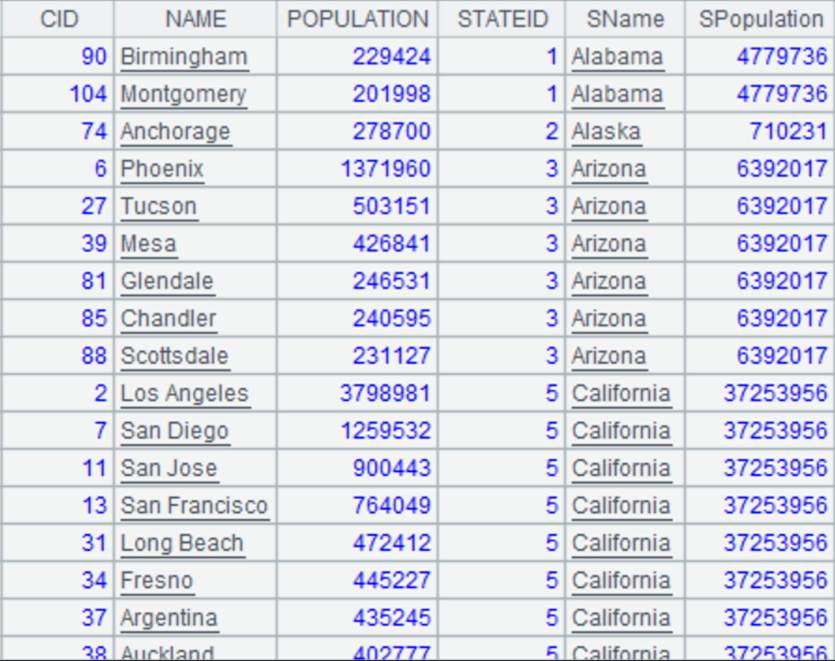 CID NAME POPULATION STATEID SName SPopulation
90 Birmingham 229424 1 Alabama 4779736
104 Montgomery 201998 1 Alabama 4779736
74 Anchorage 278700 2 Alaska 710231
6 Phoenix 1371960 3 Arizona 6392017
27 Tucson 503151 3 Arizona 6392017
39 Mesa 426841 3 Arizona 6392017
81 Glendale 246531 3 Arizona 6392017
85 Chandler 240595 3 Arizona 6392017
88 Scottsdale 231127 3 Arizona 6392017
2 Los Angeles 3798981 5 California 37253956
7 San Diego 1259532 5 California 37253956
11 San Jose 900443 5 California 37253956
13 San Francisco 764049 5 California 37253956
31 Long Beach 472412 5 California 37253956
34 Fresno 445227 5 California 37253956
37 Argentina 435245 5 California 37253956
38 Auckland 402777 5 California 37253956